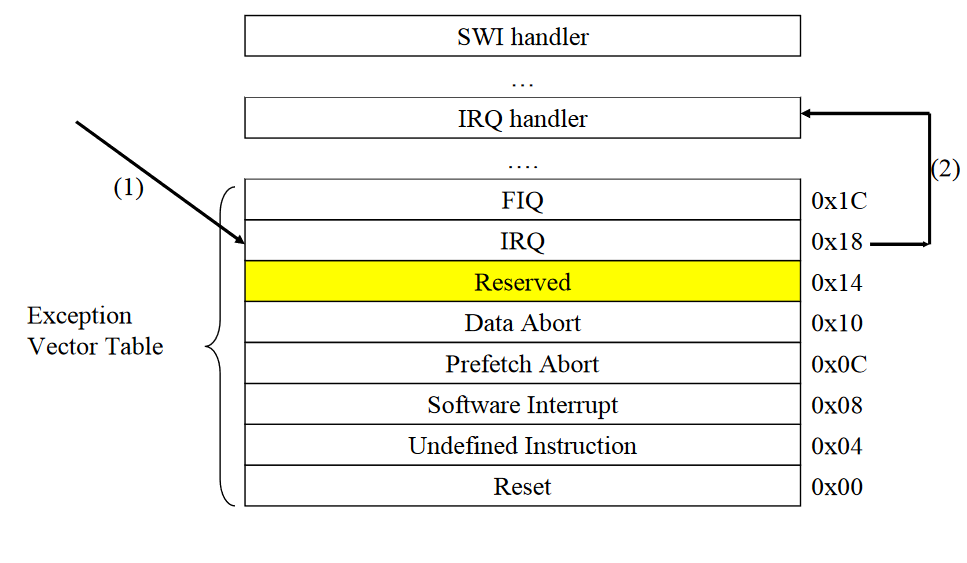 SWI handler
...
IRQ handler
....
(1)
(2)
FIQ 0x1C
IRQ 0x18
Reserved 0x14
Exception
Vector Table
Data Abort 0x10
Prefetch Abort 0x0C
Software Interrupt 0x08
Undefined Instruction 0x04
Reset 0x00